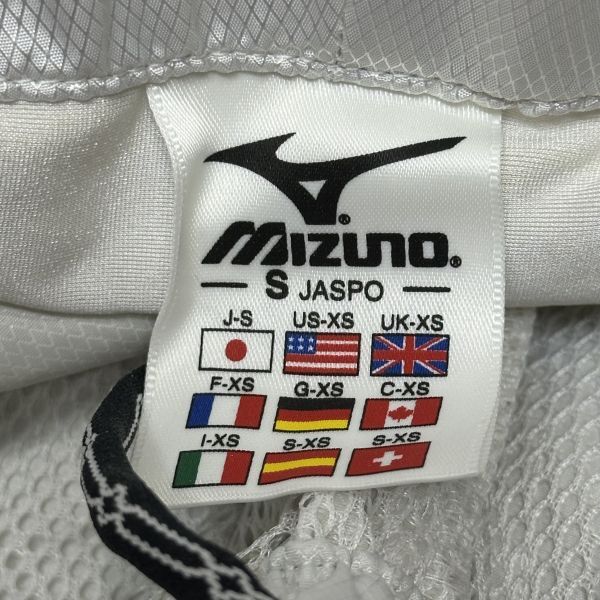 MIZUNO®
S JASPO
J-S US-XS UK-XS
F-XS G-XS C-XS
I-XS S-XS S-XS